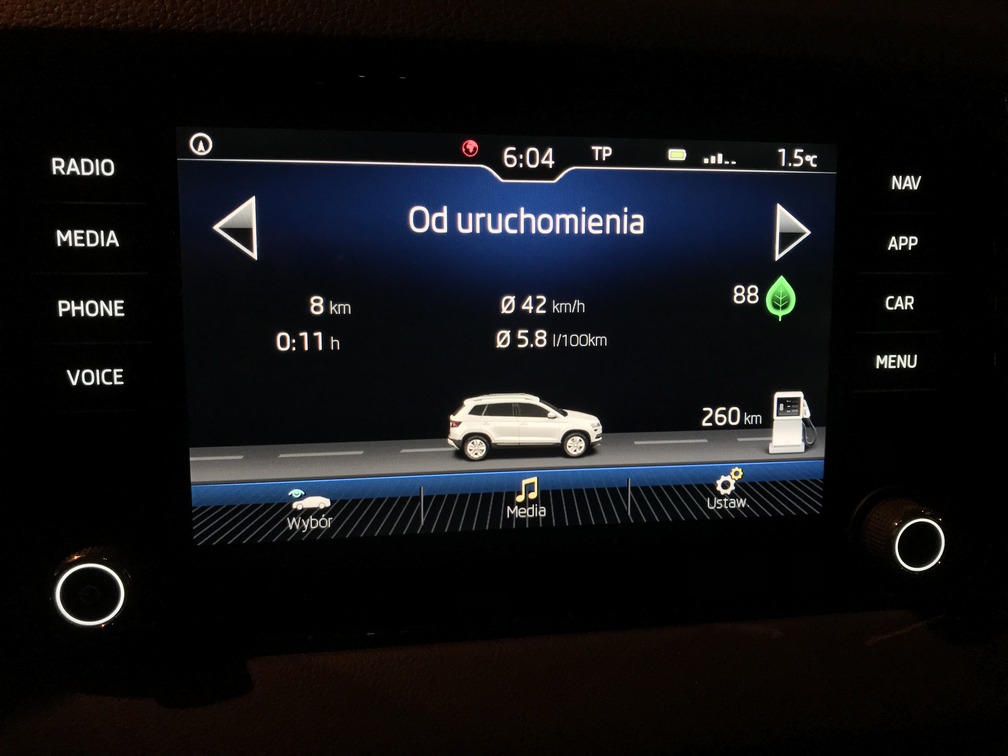 6:04 TP 1.5°C
RADIO
MEDIA
PHONE
VOICE
Od uruchomienia
8 km Ø 42 km/h 88
0:11 h Ø 5.8 l/100km
260 km
Wybór Media Ustaw.
NAV
APP
CAR
MENU